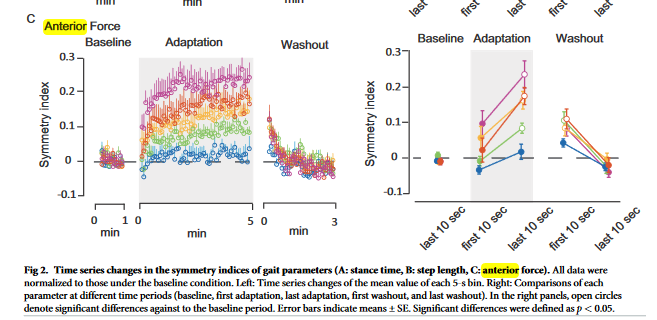 min
min
last
first
last
first
last
C
Anterior Force
Baseline
Adaptation
Washout
Baseline
Adaptation
Washout
Symmetry index
0.3
0.2
0.1
0
-0.1
0
1
0
5
0
3
min
min
min
Symmetry index
0.3
0.2
0.1
0
-0.1
last 10 sec
first 10 sec
last 10 sec
first 10 sec
last 10 sec
Fig 2. Time series changes in the symmetry indices of gait parameters (A: stance time, B: step length, C: anterior force). All data were
normalized to those under the baseline condition. Left: Time series changes of the mean value of each 5-s bin. Right: Comparisons of each
parameter at different time periods (baseline, first adaptation, last adaptation, first washout, and last washout). In the right panels, open circles
denote significant differences against to the baseline period. Error bars indicate means ± SE. Significant differences were defined as p < 0.05.